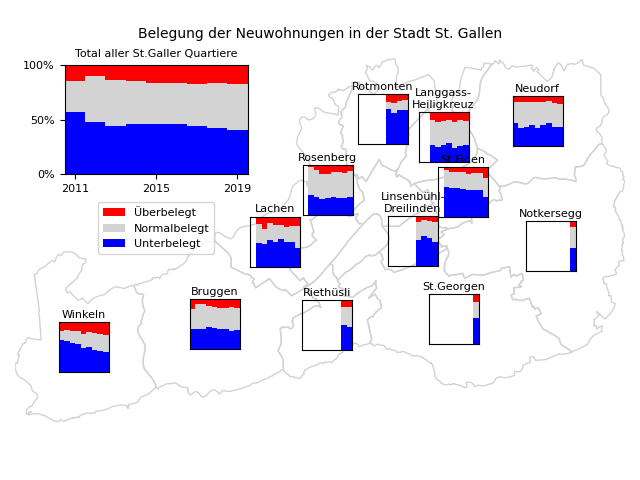 Belegung der Neuwohnungen in der Stadt St. Gallen
Total aller St.Galler Quartiere
100%
50%
0%
2011
2015
2019
Überbelegt
Normalbelegt
Unterbelegt
Rotmonten
Langgass-
Heiligkreuz
Neudorf
Rosenberg
St.Fiden
Lachen
Linsenbühl-
Dreilinden
Notkersegg
Bruggen
Riethüsli
St.Georgen
Winkeln